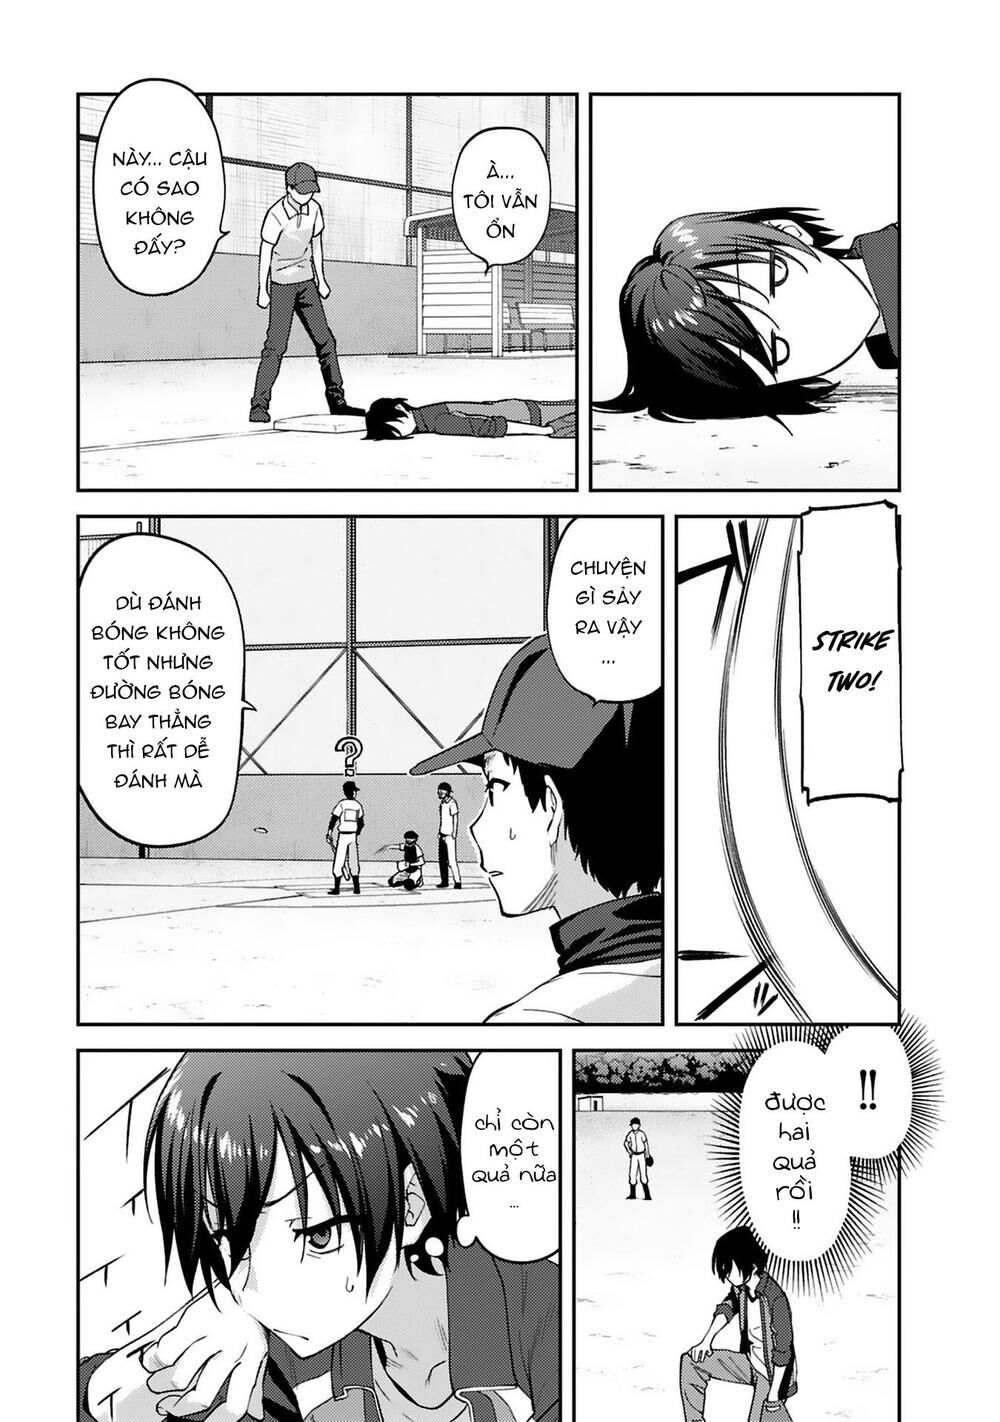 NÀY... CẬU
CÓ SAO
KHÔNG
ĐẤY?
À...
TÔI VẪN
ỔN
DÙ ĐÁNH
BÓNG KHÔNG
TỐT NHƯNG
ĐƯỜNG BÓNG
BAY THẲNG
THÌ RẤT DỄ
ĐÁNH MÀ
?
CHUYỆN
GÌ SẢY
RA VẬY
...
STRIKE
TWO!
chỉ còn
một
quả nữa
...
!!
được
hai
quả
rồi
!!